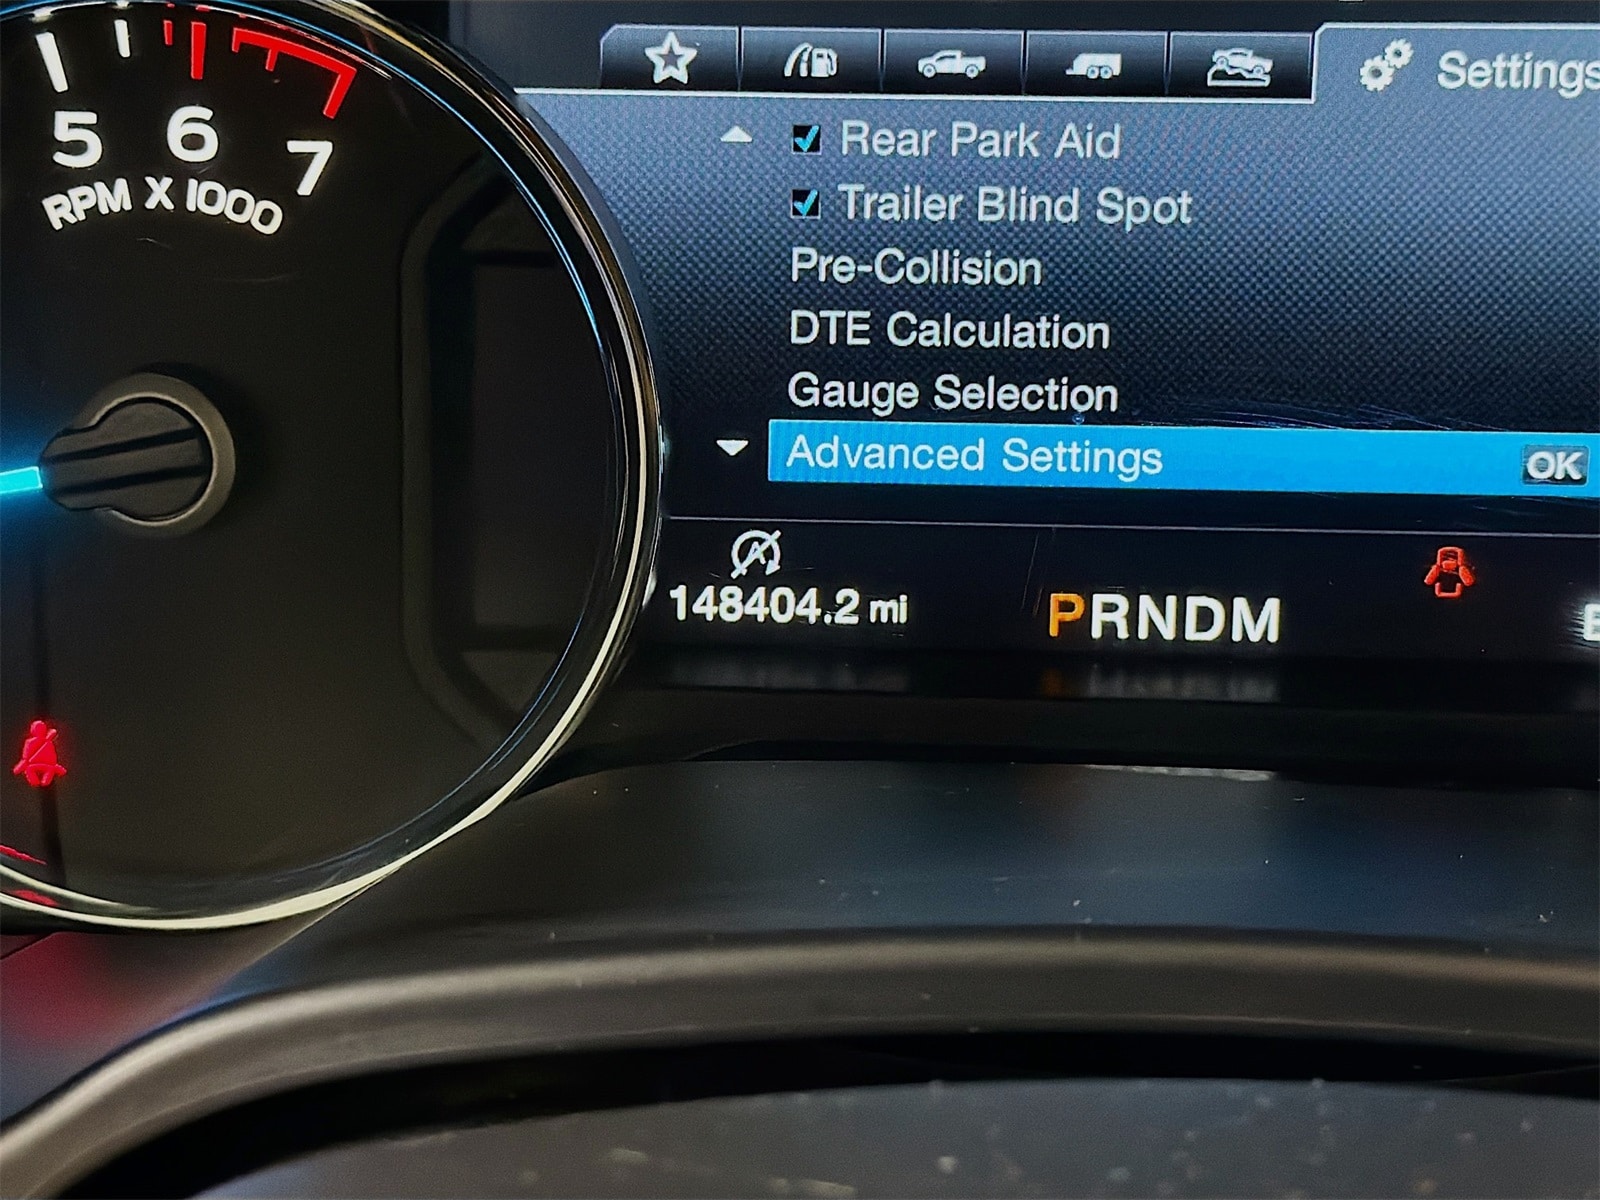 5 6 7
RPM X 1000
Settings
Rear Park Aid
Trailer Blind Spot
Pre-Collision
DTE Calculation
Gauge Selection
Advanced Settings OK
A
148404.2 mi
PRNDM